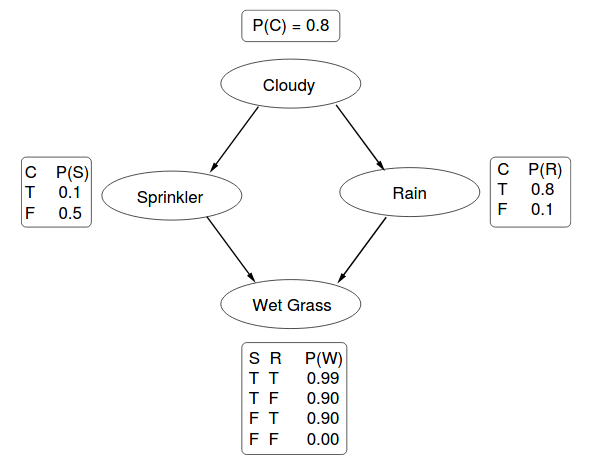 P(C) = 0.8
Cloudy
C P(S)
T 0.1
F 0.5
Sprinkler
Rain
C P(R)
T 0.8
F 0.1
Wet Grass
S R P(W)
T T 0.99
T F 0.90
F T 0.90
F F 0.00